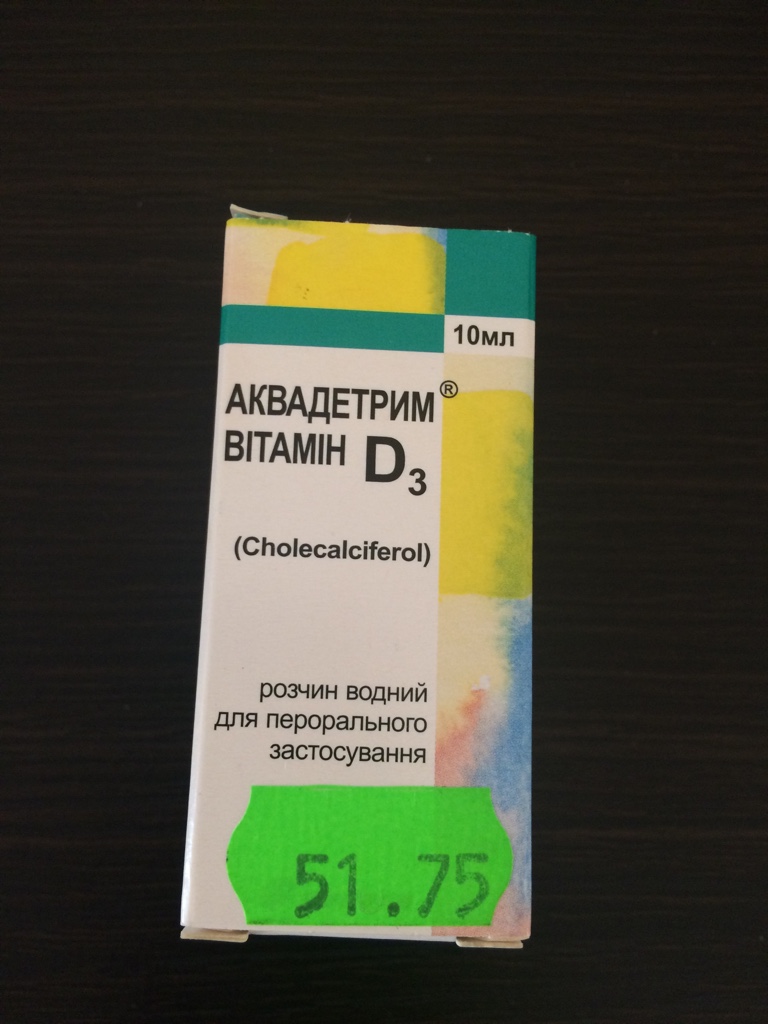 10мл
АКВАДЕТРИМ®
ВІТАМІН D3
(Cholecalciferol)
розчин водний
для перорального
застосування
51.75